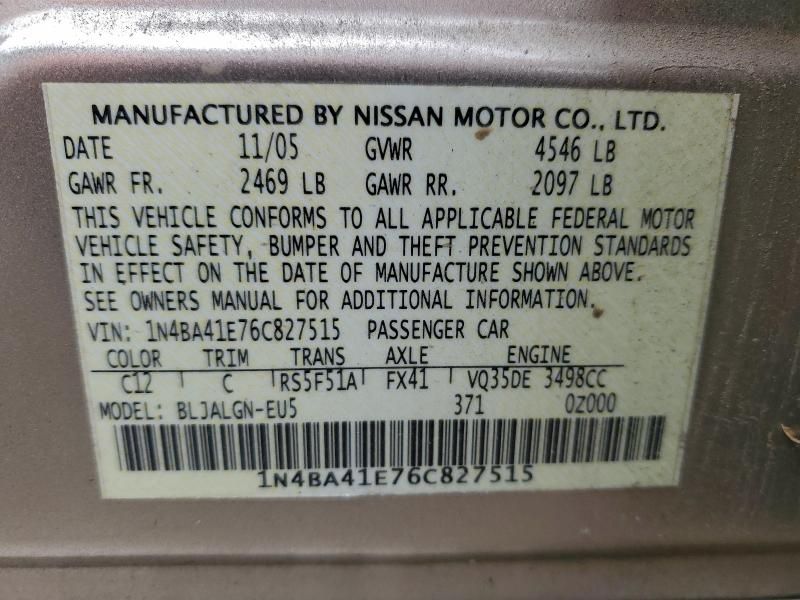 MANUFACTURED BY NISSAN MOTOR CO., LTD.
DATE 11/05 GVWR 4546 LB
GAWR FR. 2469 LB GAWR RR. 2097 LB
THIS VEHICLE CONFORMS TO ALL APPLICABLE FEDERAL MOTOR
VEHICLE SAFETY, BUMPER AND THEFT PREVENTION STANDARDS
IN EFFECT ON THE DATE OF MANUFACTURE SHOWN ABOVE.
SEE OWNERS MANUAL FOR ADDITIONAL INFORMATION.
VIN: 1N4BA41E76C827515 PASSENGER CAR
COLOR TRIM TRANS AXLE ENGINE
C12 C RS5F51A FX41 VQ35DE 3498CC
MODEL: BLJALGN-EU5 371 0Z000
1N4BA41E76C827515